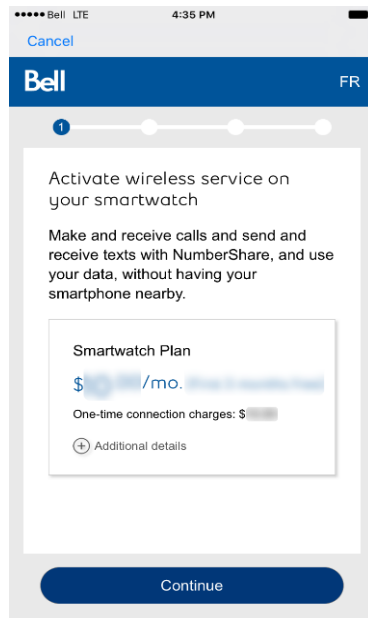 Bell LTE 4:35 PM
Cancel
Bell FR
1
Activate wireless service on
your smartwatch
Make and receive calls and send and
receive texts with NumberShare, and use
your data, without having your
smartphone nearby.
Smartwatch Plan
$ /mo.
One-time connection charges: $
Additional details
Continue